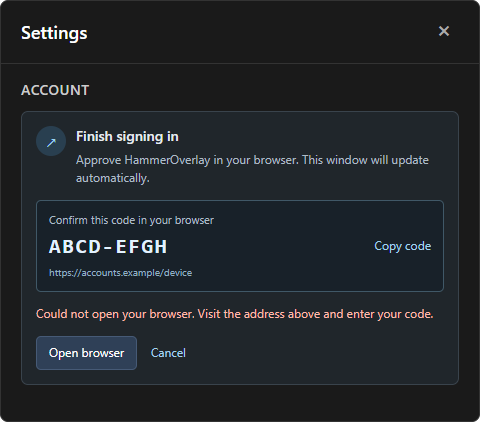 Settings
ACCOUNT
Finish signing in
Approve HammerOverlay in your browser. This window will update
automatically.
Confirm this code in your browser
ABCD-EFGH
Copy code
https://accounts.example/device
Could not open your browser. Visit the address above and enter your code.
Open browser
Cancel